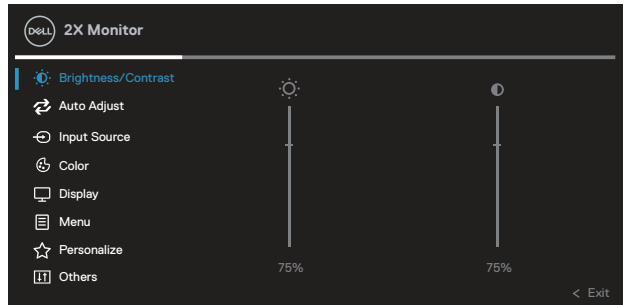 DELL 2X Monitor
Brightness/Contrast
Auto Adjust
Input Source
Color
Display
Menu
Personalize
Others
75% 75%
< Exit